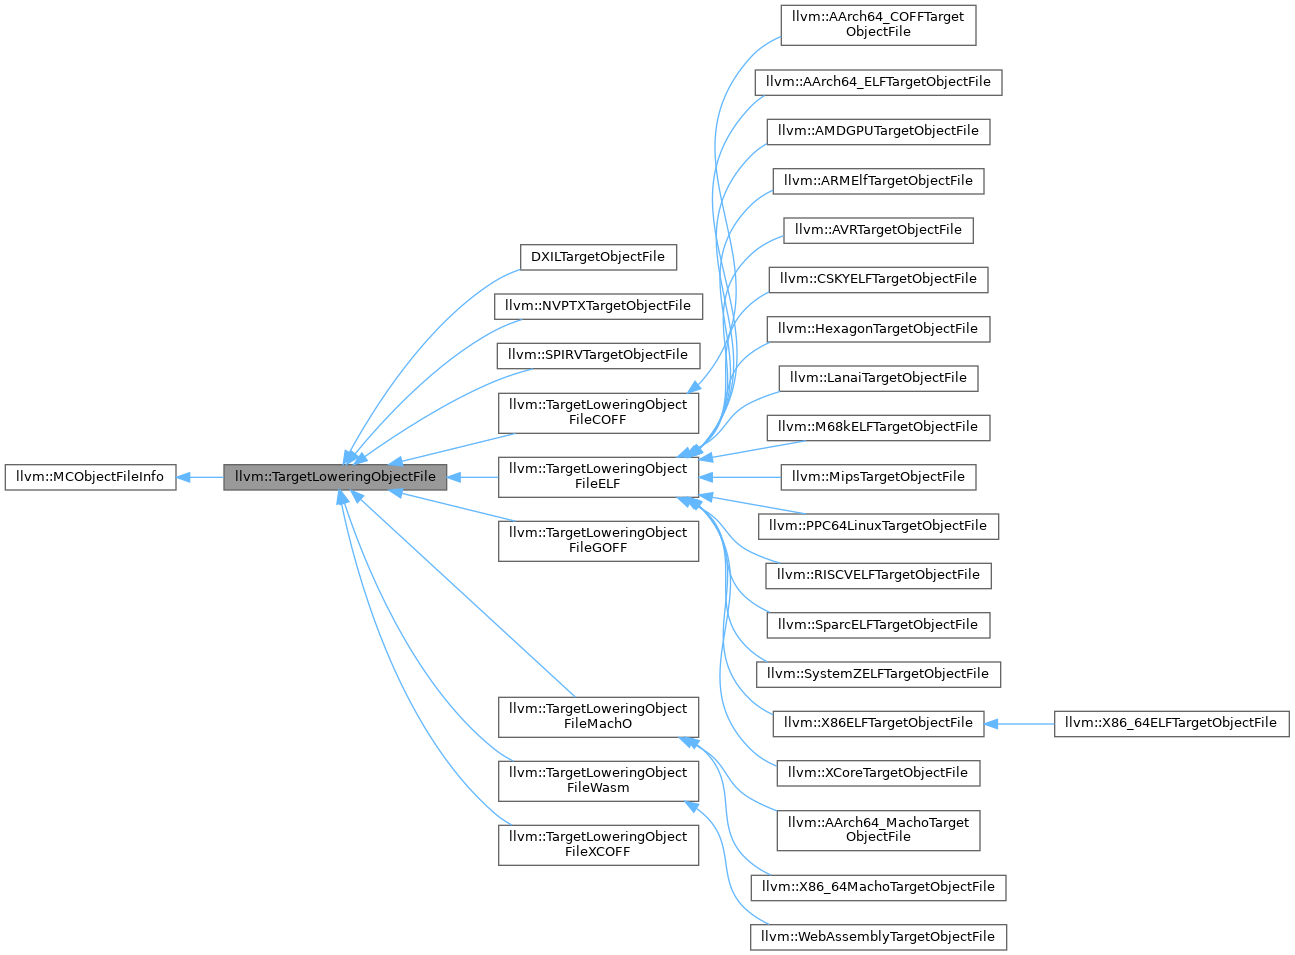 llvm::MCObjectFileInfo
llvm::TargetLoweringObjectFile
DXILTargetObjectFile
llvm::NVPTXTargetObjectFile
llvm::SPIRVTargetObjectFile
llvm::TargetLoweringObject
FileCOFF
llvm::TargetLoweringObject
FileELF
llvm::TargetLoweringObject
FileGOFF
llvm::TargetLoweringObject
FileMachO
llvm::TargetLoweringObject
FileWasm
llvm::TargetLoweringObject
FileXCOFF
llvm::AArch64_COFFTarget
ObjectFile
llvm::AArch64_ELFTargetObjectFile
llvm::AMDGPUTargetObjectFile
llvm::ARMElfTargetObjectFile
llvm::AVRTargetObjectFile
llvm::CSKYELFTargetObjectFile
llvm::HexagonTargetObjectFile
llvm::LanaiTargetObjectFile
llvm::M68kELFTargetObjectFile
llvm::MipsTargetObjectFile
llvm::PPC64LinuxTargetObjectFile
llvm::RISCVELFTargetObjectFile
llvm::SparcELFTargetObjectFile
llvm::SystemZELFTargetObjectFile
llvm::X86ELFTargetObjectFile
llvm::XCoreTargetObjectFile
llvm::AArch64_MachoTarget
ObjectFile
llvm::X86_64MachoTargetObjectFile
llvm::WebAssemblyTargetObjectFile
llvm::X86_64ELFTargetObjectFile